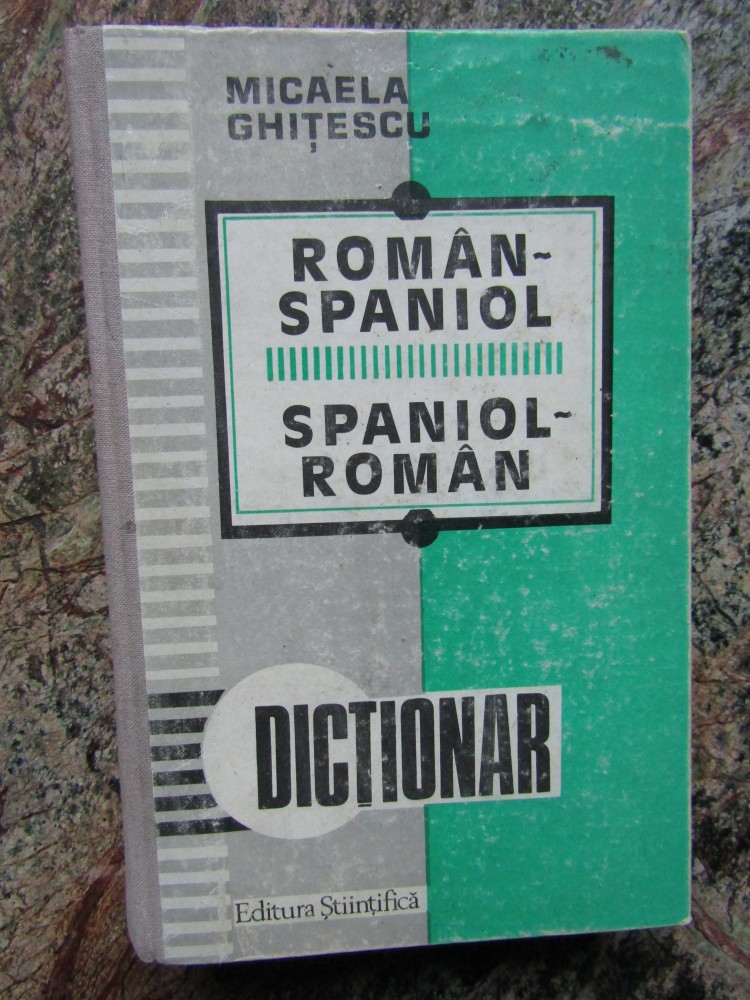 MICAELA
GHIȚESCU
ROMÂN-
SPANIOL
SPANIOL-
ROMÂN
DICȚIONAR
Editura Științifică